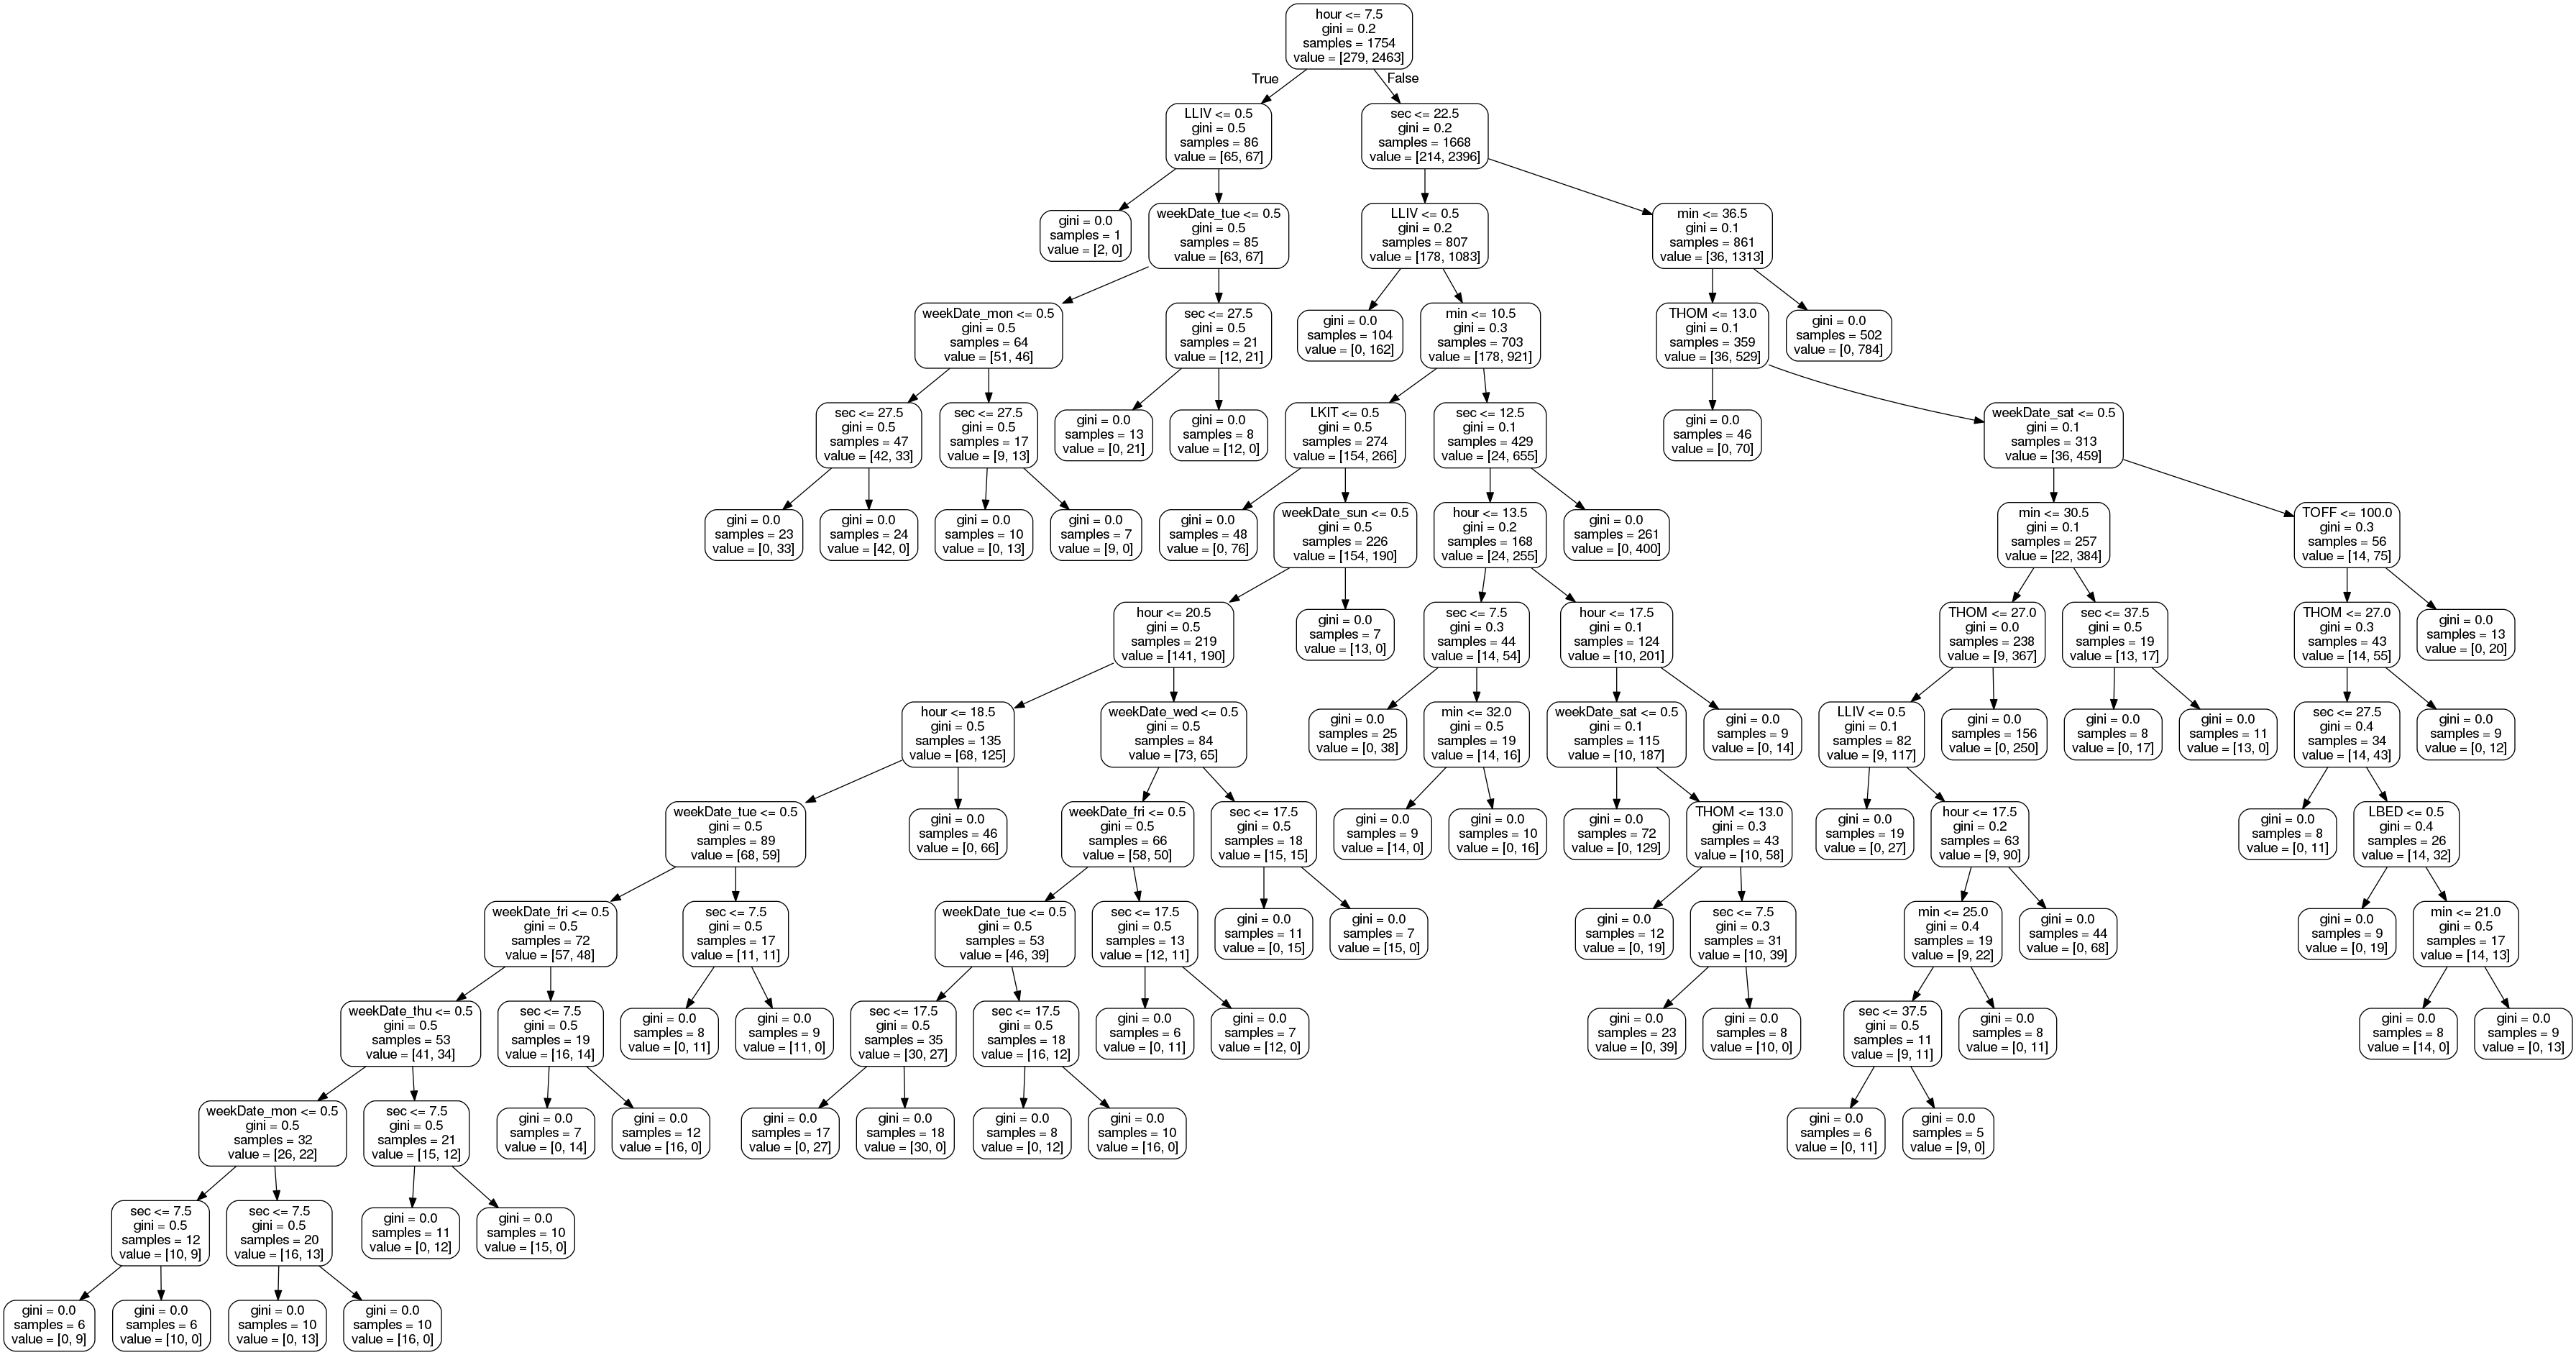 hour <= 7.5
gini = 0.2
samples = 1754
value = [279, 2463]
True
False
LLIV <= 0.5
gini = 0.5
samples = 86
value = [65, 67]
sec <= 22.5
gini = 0.2
samples = 1668
value = [214, 2396]
gini = 0.0
samples = 1
value = [2, 0]
weekDate_tue <= 0.5
gini = 0.5
samples = 85
value = [63, 67]
LLIV <= 0.5
gini = 0.2
samples = 807
value = [178, 1083]
min <= 36.5
gini = 0.1
samples = 861
value = [36, 1313]
weekDate_mon <= 0.5
gini = 0.5
samples = 64
value = [51, 46]
sec <= 27.5
gini = 0.5
samples = 21
value = [12, 21]
gini = 0.0
samples = 104
value = [0, 162]
min <= 10.5
gini = 0.3
samples = 703
value = [178, 921]
THOM <= 13.0
gini = 0.1
samples = 359
value = [36, 529]
gini = 0.0
samples = 502
value = [0, 784]
sec <= 27.5
gini = 0.5
samples = 47
value = [42, 33]
sec <= 27.5
gini = 0.5
samples = 17
value = [9, 13]
gini = 0.0
samples = 13
value = [0, 21]
gini = 0.0
samples = 8
value = [12, 0]
LKIT <= 0.5
gini = 0.5
samples = 274
value = [154, 266]
sec <= 12.5
gini = 0.1
samples = 429
value = [24, 655]
gini = 0.0
samples = 46
value = [0, 70]
weekDate_sat <= 0.5
gini = 0.1
samples = 313
value = [36, 459]
gini = 0.0
samples = 23
value = [0, 33]
gini = 0.0
samples = 24
value = [42, 0]
gini = 0.0
samples = 10
value = [0, 13]
gini = 0.0
samples = 7
value = [9, 0]
gini = 0.0
samples = 48
value = [0, 76]
weekDate_sun <= 0.5
gini = 0.5
samples = 226
value = [154, 190]
hour <= 13.5
gini = 0.2
samples = 168
value = [24, 255]
gini = 0.0
samples = 261
value = [0, 400]
min <= 30.5
gini = 0.1
samples = 257
value = [22, 384]
TOFF <= 100.0
gini = 0.3
samples = 56
value = [14, 75]
hour <= 20.5
gini = 0.5
samples = 219
value = [141, 190]
gini = 0.0
samples = 7
value = [13, 0]
sec <= 7.5
gini = 0.3
samples = 44
value = [14, 54]
hour <= 17.5
gini = 0.1
samples = 124
value = [10, 201]
THOM <= 27.0
gini = 0.0
samples = 238
value = [9, 367]
sec <= 37.5
gini = 0.5
samples = 19
value = [13, 17]
THOM <= 27.0
gini = 0.3
samples = 43
value = [14, 55]
gini = 0.0
samples = 13
value = [0, 20]
hour <= 18.5
gini = 0.5
samples = 135
value = [68, 125]
weekDate_wed <= 0.5
gini = 0.5
samples = 84
value = [73, 65]
gini = 0.0
samples = 25
value = [0, 38]
min <= 32.0
gini = 0.5
samples = 19
value = [14, 16]
weekDate_sat <= 0.5
gini = 0.1
samples = 115
value = [10, 187]
gini = 0.0
samples = 9
value = [0, 14]
LLIV <= 0.5
gini = 0.1
samples = 82
value = [9, 117]
gini = 0.0
samples = 156
value = [0, 250]
gini = 0.0
samples = 8
value = [0, 17]
gini = 0.0
samples = 11
value = [13, 0]
sec <= 27.5
gini = 0.4
samples = 34
value = [14, 43]
gini = 0.0
samples = 9
value = [0, 12]
weekDate_tue <= 0.5
gini = 0.5
samples = 89
value = [68, 59]
gini = 0.0
samples = 46
value = [0, 66]
weekDate_fri <= 0.5
gini = 0.5
samples = 66
value = [58, 50]
sec <= 17.5
gini = 0.5
samples = 18
value = [15, 15]
gini = 0.0
samples = 9
value = [14, 0]
gini = 0.0
samples = 10
value = [0, 16]
gini = 0.0
samples = 72
value = [0, 129]
THOM <= 13.0
gini = 0.3
samples = 43
value = [10, 58]
gini = 0.0
samples = 19
value = [0, 27]
hour <= 17.5
gini = 0.2
samples = 63
value = [9, 90]
gini = 0.0
samples = 8
value = [0, 11]
LBED <= 0.5
gini = 0.4
samples = 26
value = [14, 32]
weekDate_fri <= 0.5
gini = 0.5
samples = 72
value = [57, 48]
sec <= 7.5
gini = 0.5
samples = 17
value = [11, 11]
weekDate_tue <= 0.5
gini = 0.5
samples = 53
value = [46, 39]
sec <= 17.5
gini = 0.5
samples = 13
value = [12, 11]
gini = 0.0
samples = 11
value = [0, 15]
gini = 0.0
samples = 7
value = [15, 0]
gini = 0.0
samples = 12
value = [0, 19]
sec <= 7.5
gini = 0.3
samples = 31
value = [10, 39]
min <= 25.0
gini = 0.4
samples = 19
value = [9, 22]
gini = 0.0
samples = 44
value = [0, 68]
gini = 0.0
samples = 9
value = [0, 19]
min <= 21.0
gini = 0.5
samples = 17
value = [14, 13]
weekDate_thu <= 0.5
gini = 0.5
samples = 53
value = [41, 34]
sec <= 7.5
gini = 0.5
samples = 19
value = [16, 14]
gini = 0.0
samples = 8
value = [0, 11]
gini = 0.0
samples = 9
value = [11, 0]
sec <= 17.5
gini = 0.5
samples = 35
value = [30, 27]
sec <= 17.5
gini = 0.5
samples = 18
value = [16, 12]
gini = 0.0
samples = 6
value = [0, 11]
gini = 0.0
samples = 7
value = [12, 0]
gini = 0.0
samples = 23
value = [0, 39]
gini = 0.0
samples = 8
value = [10, 0]
sec <= 37.5
gini = 0.5
samples = 11
value = [9, 11]
gini = 0.0
samples = 8
value = [0, 11]
gini = 0.0
samples = 8
value = [14, 0]
gini = 0.0
samples = 9
value = [0, 13]
weekDate_mon <= 0.5
gini = 0.5
samples = 32
value = [26, 22]
sec <= 7.5
gini = 0.5
samples = 21
value = [15, 12]
gini = 0.0
samples = 7
value = [0, 14]
gini = 0.0
samples = 12
value = [16, 0]
gini = 0.0
samples = 17
value = [0, 27]
gini = 0.0
samples = 18
value = [30, 0]
gini = 0.0
samples = 8
value = [0, 12]
gini = 0.0
samples = 10
value = [16, 0]
gini = 0.0
samples = 6
value = [0, 11]
gini = 0.0
samples = 5
value = [9, 0]
sec <= 7.5
gini = 0.5
samples = 12
value = [10, 9]
sec <= 7.5
gini = 0.5
samples = 20
value = [16, 13]
gini = 0.0
samples = 11
value = [0, 12]
gini = 0.0
samples = 10
value = [15, 0]
gini = 0.0
samples = 6
value = [0, 9]
gini = 0.0
samples = 6
value = [10, 0]
gini = 0.0
samples = 10
value = [0, 13]
gini = 0.0
samples = 10
value = [16, 0]